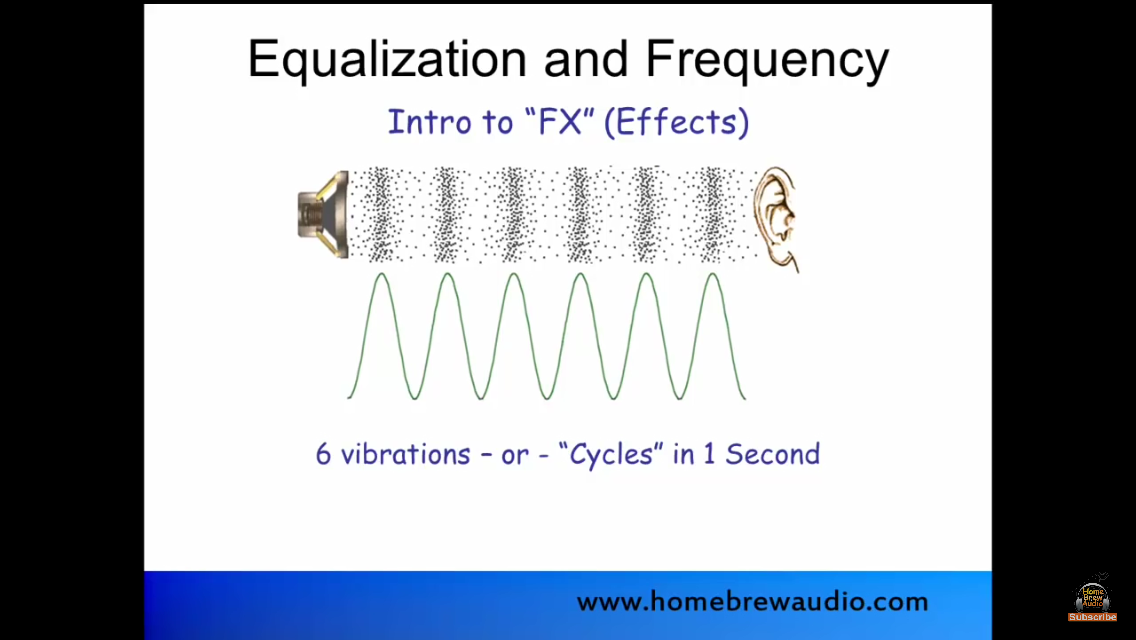 Equalization and Frequency
Intro to “FX” (Effects)
6 vibrations – or - “Cycles” in 1 Second
www.homebrewaudio.com
Home
Brew
Audio
Subscribe